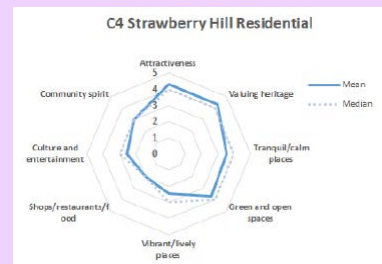 C4 Strawberry Hill Residential
Attractiveness
5
4
3
2
1
0
Community spirit
Valuing heritage
Mean
Median
Culture and
entertainment
Tranquil/calm
places
Shops/restaurants/f
ood
Green and open
spaces
Vibrant/lively
places